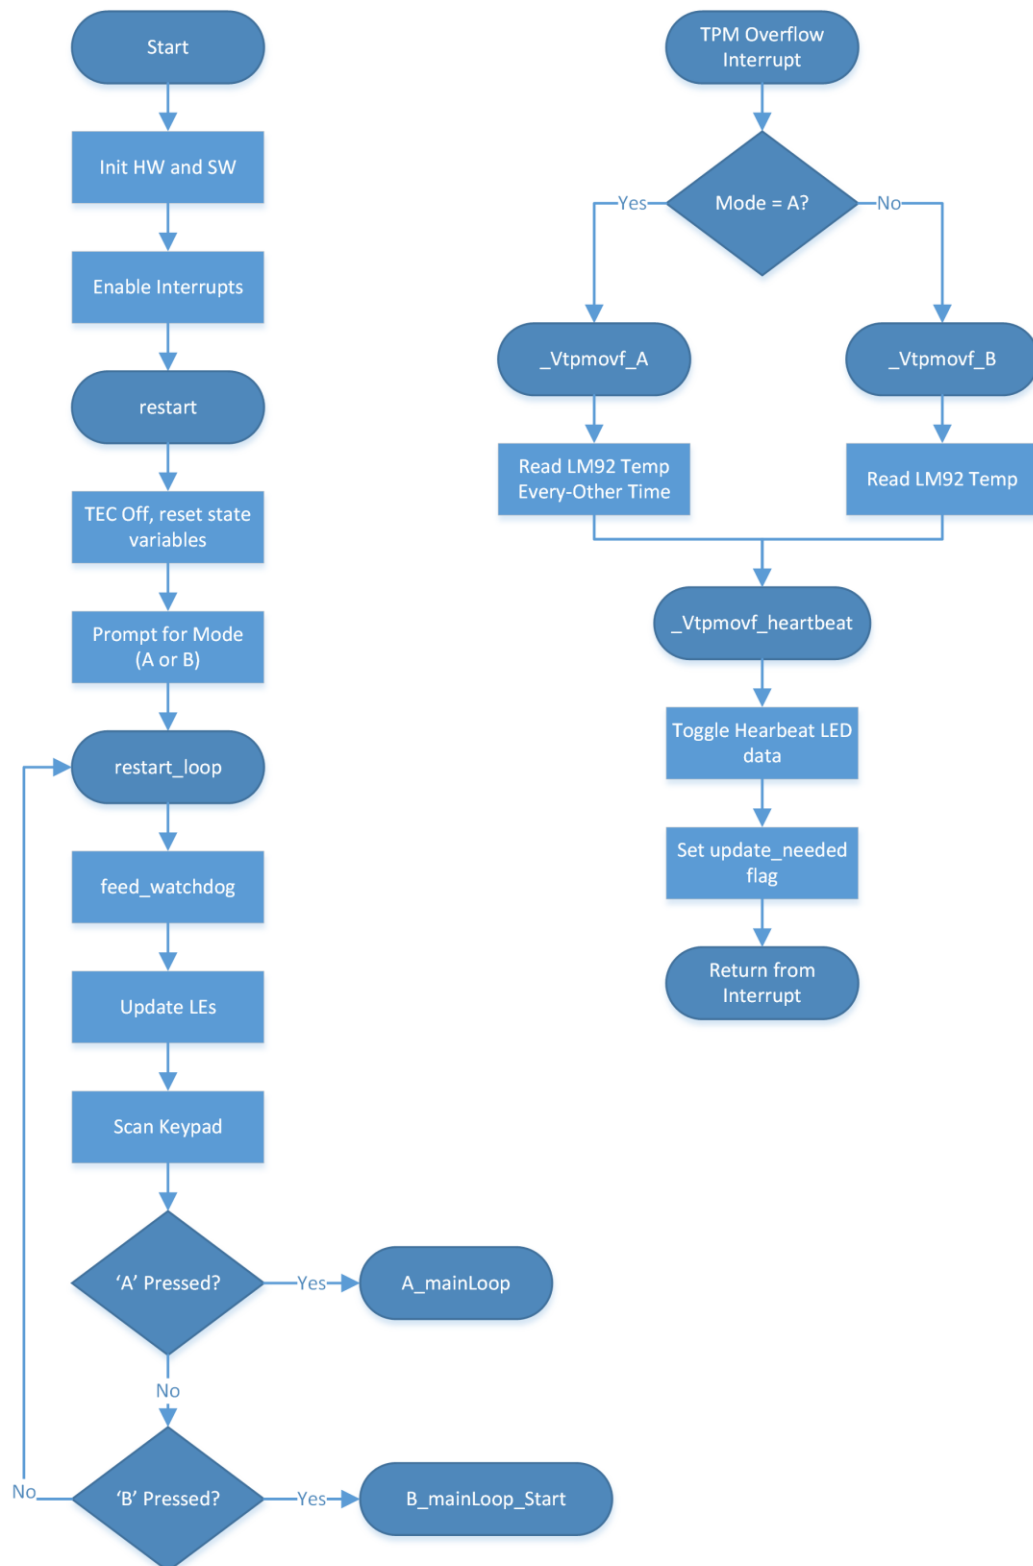 Start
Init HW and SW
Enable Interrupts
restart
TEC Off, reset state
variables
Prompt for Mode
(A or B)
restart_loop
feed_watchdog
Update LEs
Scan Keypad
‘A’ Pressed?
Yes
A_mainLoop
No
‘B’ Pressed?
No
Yes
B_mainLoop_Start
TPM Overflow
Interrupt
Mode = A?
Yes
No
_Vtpmovf_A
_Vtpmovf_B
Read LM92 Temp
Every-Other Time
Read LM92 Temp
_Vtpmovf_heartbeat
Toggle Hearbeat LED
data
Set update_needed
flag
Return from
Interrupt